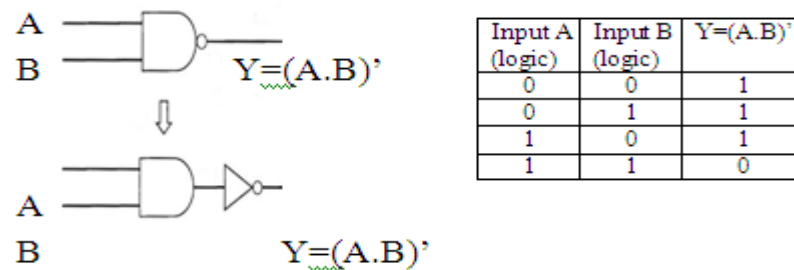 A
B
Y=(A.B)’
A
B
Y=(A.B)’
Input A Input B Y=(A.B)’
(logic) (logic)
0 0 1
0 1 1
1 0 1
1 1 0